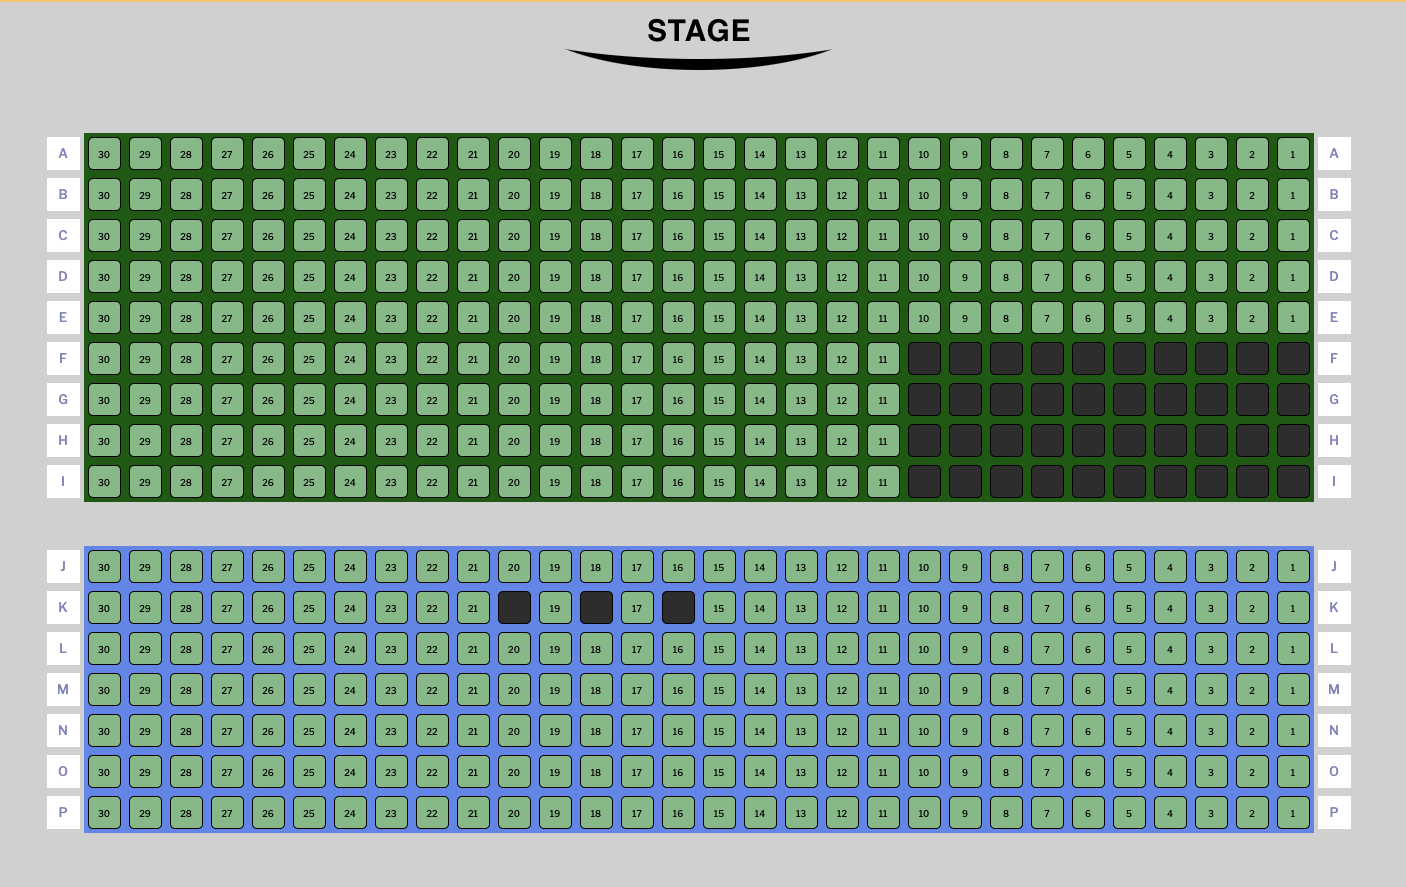 STAGE
A 30 29 28 27 26 25 24 23 22 21 20 19 18 17 16 15 14 13 12 11 10 9 8 7 6 5 4 3 2 1 A
B 30 29 28 27 26 25 24 23 22 21 20 19 18 17 16 15 14 13 12 11 10 9 8 7 6 5 4 3 2 1 B
C 30 29 28 27 26 25 24 23 22 21 20 19 18 17 16 15 14 13 12 11 10 9 8 7 6 5 4 3 2 1 C
D 30 29 28 27 26 25 24 23 22 21 20 19 18 17 16 15 14 13 12 11 10 9 8 7 6 5 4 3 2 1 D
E 30 29 28 27 26 25 24 23 22 21 20 19 18 17 16 15 14 13 12 11 10 9 8 7 6 5 4 3 2 1 E
F 30 29 28 27 26 25 24 23 22 21 20 19 18 17 16 15 14 13 12 11 F
G 30 29 28 27 26 25 24 23 22 21 20 19 18 17 16 15 14 13 12 11 G
H 30 29 28 27 26 25 24 23 22 21 20 19 18 17 16 15 14 13 12 11 H
I 30 29 28 27 26 25 24 23 22 21 20 19 18 17 16 15 14 13 12 11 I
J 30 29 28 27 26 25 24 23 22 21 20 19 18 17 16 15 14 13 12 11 10 9 8 7 6 5 4 3 2 1 J
K 30 29 28 27 26 25 24 23 22 21 19 17 15 14 13 12 11 10 9 8 7 6 5 4 3 2 1 K
L 30 29 28 27 26 25 24 23 22 21 20 19 18 17 16 15 14 13 12 11 10 9 8 7 6 5 4 3 2 1 L
M 30 29 28 27 26 25 24 23 22 21 20 19 18 17 16 15 14 13 12 11 10 9 8 7 6 5 4 3 2 1 M
N 30 29 28 27 26 25 24 23 22 21 20 19 18 17 16 15 14 13 12 11 10 9 8 7 6 5 4 3 2 1 N
O 30 29 28 27 26 25 24 23 22 21 20 19 18 17 16 15 14 13 12 11 10 9 8 7 6 5 4 3 2 1 O
P 30 29 28 27 26 25 24 23 22 21 20 19 18 17 16 15 14 13 12 11 10 9 8 7 6 5 4 3 2 1 P